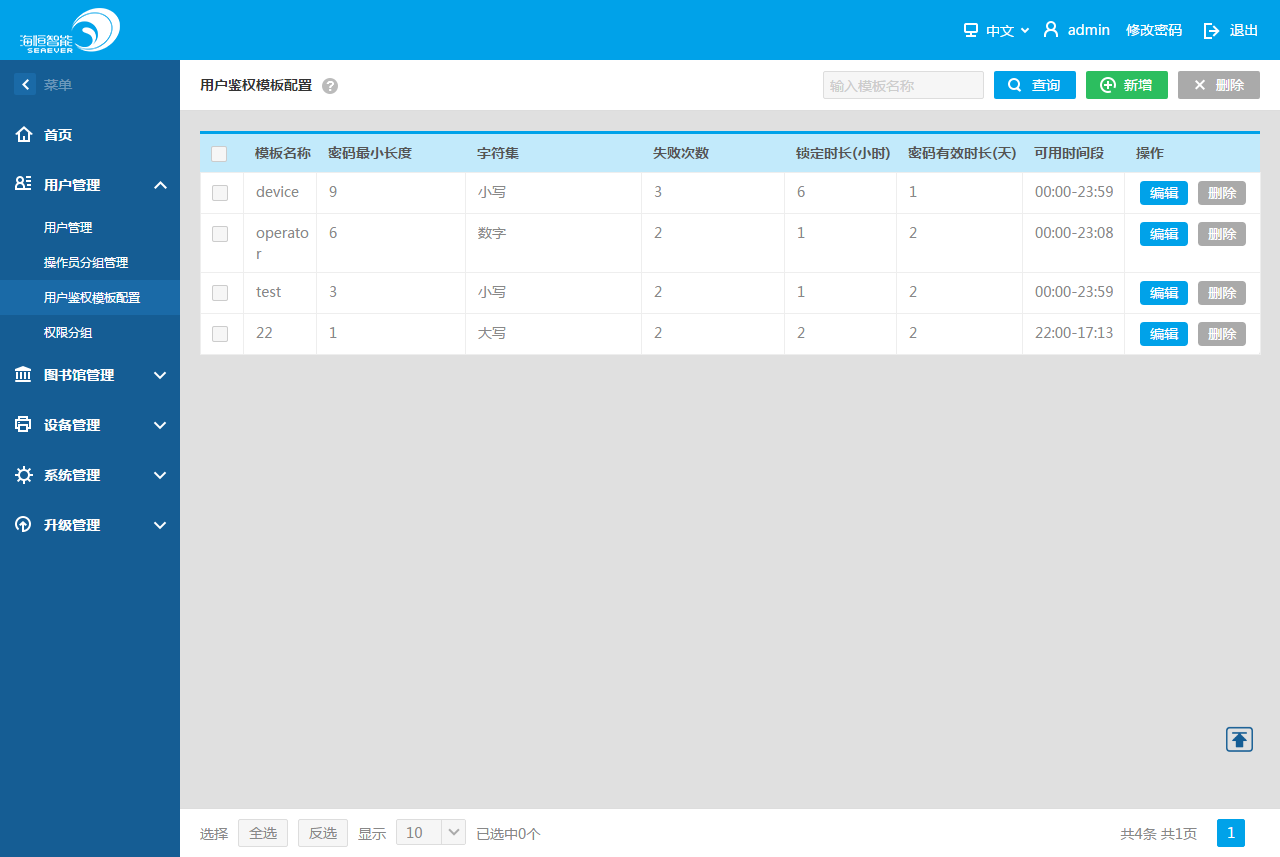 海恒智能
SEAEVER
中文 admin 修改密码 退出
菜单
首页
用户管理
用户管理
操作员分组管理
用户鉴权模板配置
权限分组
图书馆管理
设备管理
系统管理
升级管理
用户鉴权模板配置 ?
输入模板名称 查询 新增 删除
模板名称 密码最小长度 字符集 失败次数 锁定时长(小时) 密码有效时长(天) 可用时间段 操作
device 9 小写 3 6 1 00:00-23:59 编辑 删除
operato 6 数字 2 1 2 00:00-23:08 编辑 删除
r
test 3 小写 2 1 2 00:00-23:59 编辑 删除
22 1 大写 2 2 2 22:00-17:13 编辑 删除
选择 全选 反选 显示 10 已选中0个 共4条 共1页 1